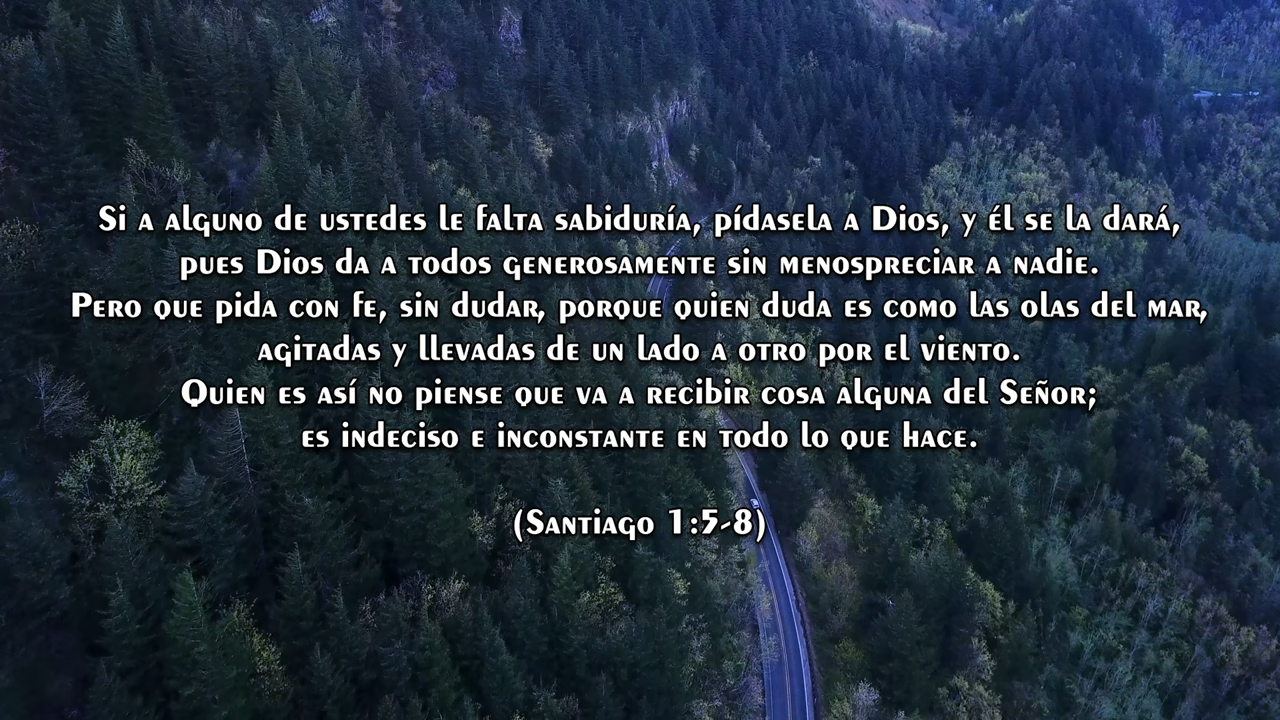 Si a alguno de ustedes le falta sabiduría, pídasela a Dios, y él se la dará,
pues Dios da a todos generosamente sin menospreciar a nadie.
Pero que pida con fe, sin dudar, porque quien duda es como las olas del mar,
agitadas y llevadas de un lado a otro por el viento.
Quien es así no piense que va a recibir cosa alguna del Señor;
es indeciso e inconstante en todo lo que hace.
(Santiago 1:5-8)